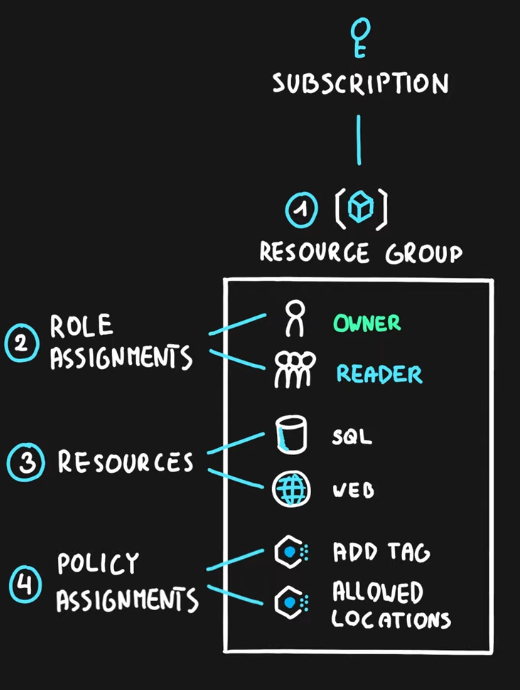 SUBSCRIPTION
1
RESOURCE GROUP
2 ROLE ASSIGNMENTS
OWNER
READER
3 RESOURCES
SQL
WEB
4 POLICY ASSIGNMENTS
ADD TAG
ALLOWED
LOCATIONS